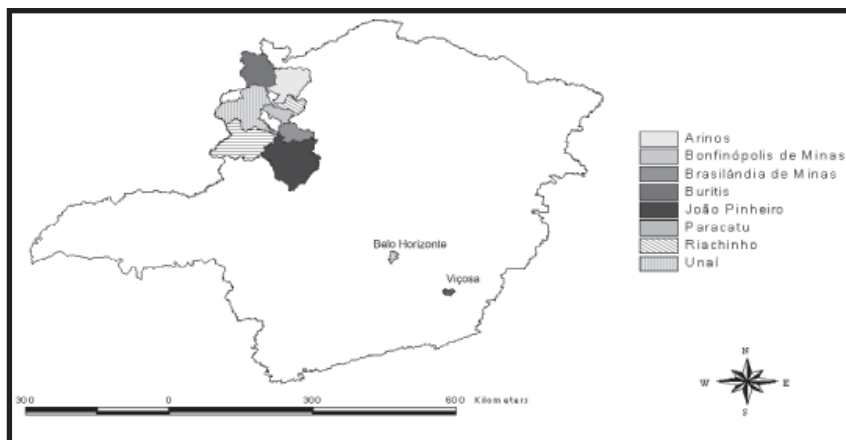 Arinos
Bonfinópolis de Minas
Brasilândia de Minas
Buritis
João Pinheiro
Paracatu
Riachinho
Unaí
Belo Horizonte
Viçosa
N
W E
S
300 0 300 600 Kilometers